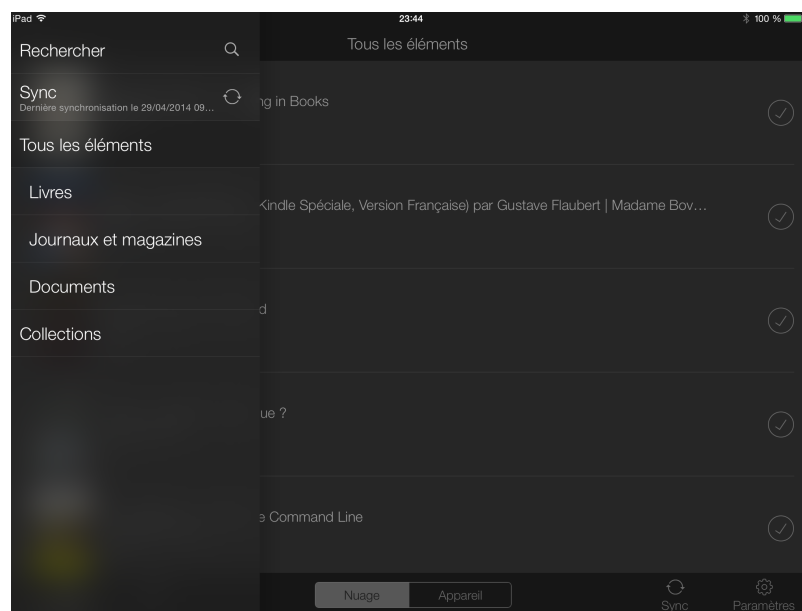 iPad 23:44 100 %
Rechercher
Tous les éléments
Sync
Dernière synchronisation le 29/04/2014 09...
ng in Books
Tous les éléments
Livres
Kindle Spéciale, Version Française) par Gustave Flaubert | Madame Bov...
Journaux et magazines
Documents
d
Collections
ue ?
e Command Line
Nuage
Appareil
Sync
Paramètres